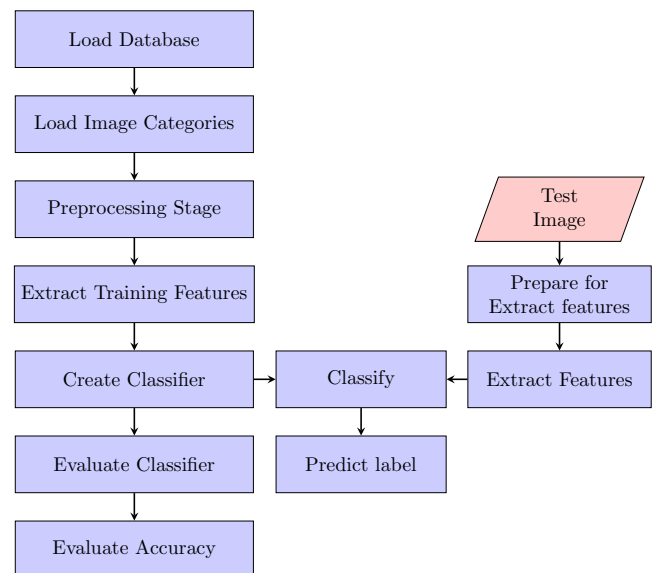 Load Database
Load Image Categories
Preprocessing Stage
Extract Training Features
Create Classifier
Evaluate Classifier
Evaluate Accuracy
Test
Image
Prepare for
Extract features
Extract Features
Classify
Predict label